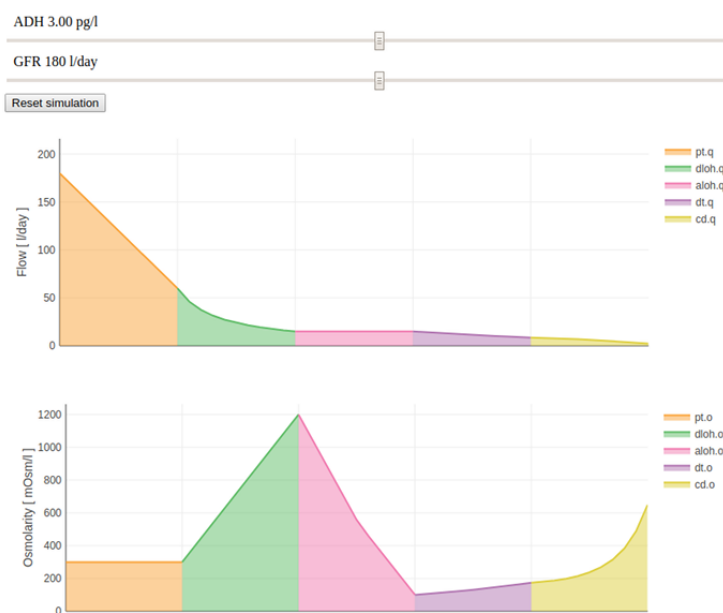 ADH 3.00 pg/l
GFR 180 l/day
Reset simulation
200
150
100
50
0
Flow [ l/day ]
pt.q
dloh.q
aloh.q
dt.q
cd.q
1200
1000
800
600
400
200
0
Osmolarity [ mOsm/l ]
pt.o
dloh.o
aloh.o
dt.o
cd.o